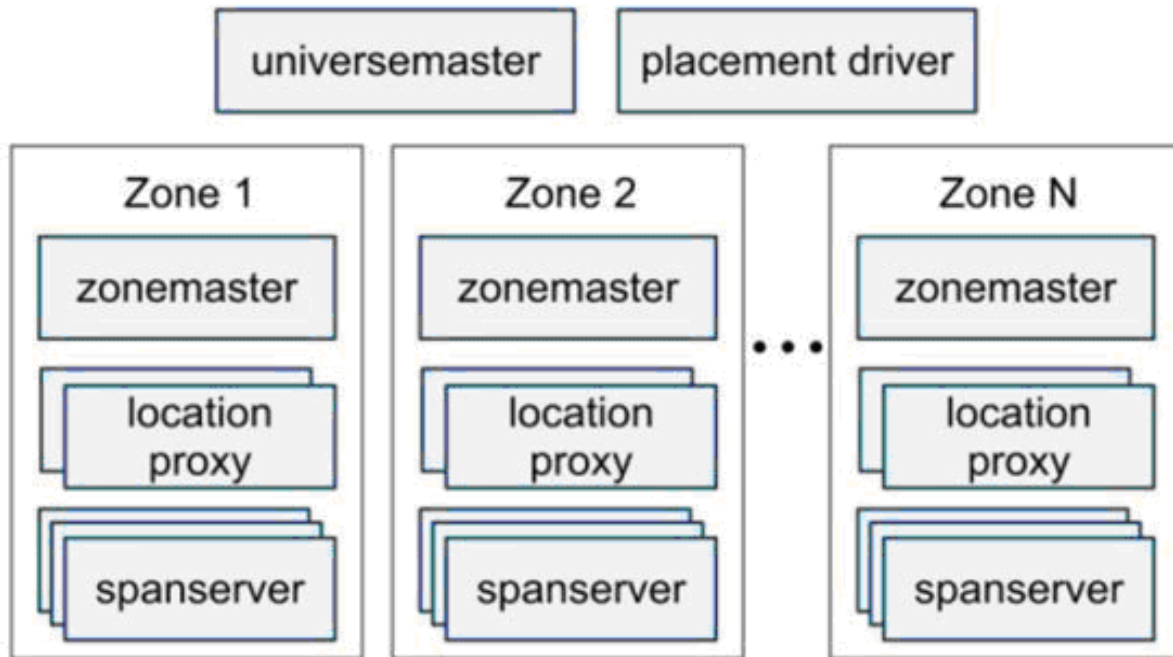 universemaster placement driver
Zone 1 Zone 2 Zone N
zonemaster zonemaster zonemaster
location location location
proxy proxy proxy
spanserver spanserver spanserver